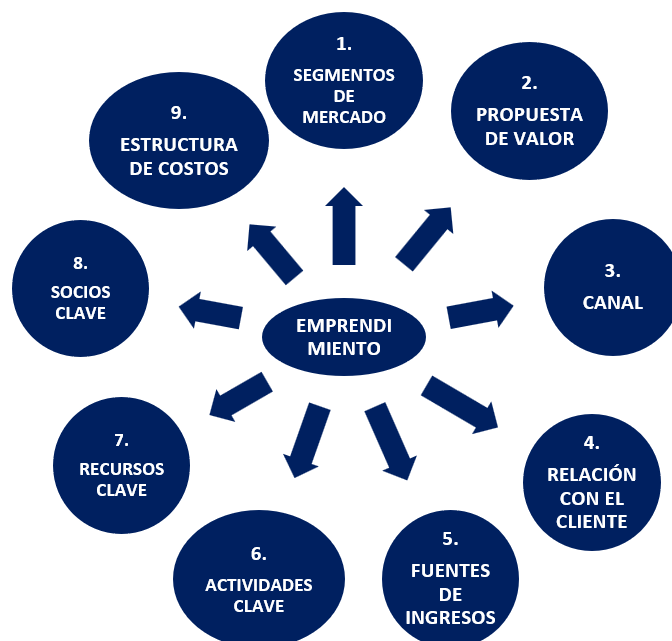 1.
SEGMENTOS
DE
MERCADO
2.
PROPUESTA
DE VALOR
3.
CANAL
4.
RELACIÓN
CON EL
CLIENTE
5.
FUENTES
DE
INGRESOS
6.
ACTIVIDADES
CLAVE
7.
RECURSOS
CLAVE
8.
SOCIOS
CLAVE
9.
ESTRUCTURA
DE COSTOS
EMPRENDI
MIENTO